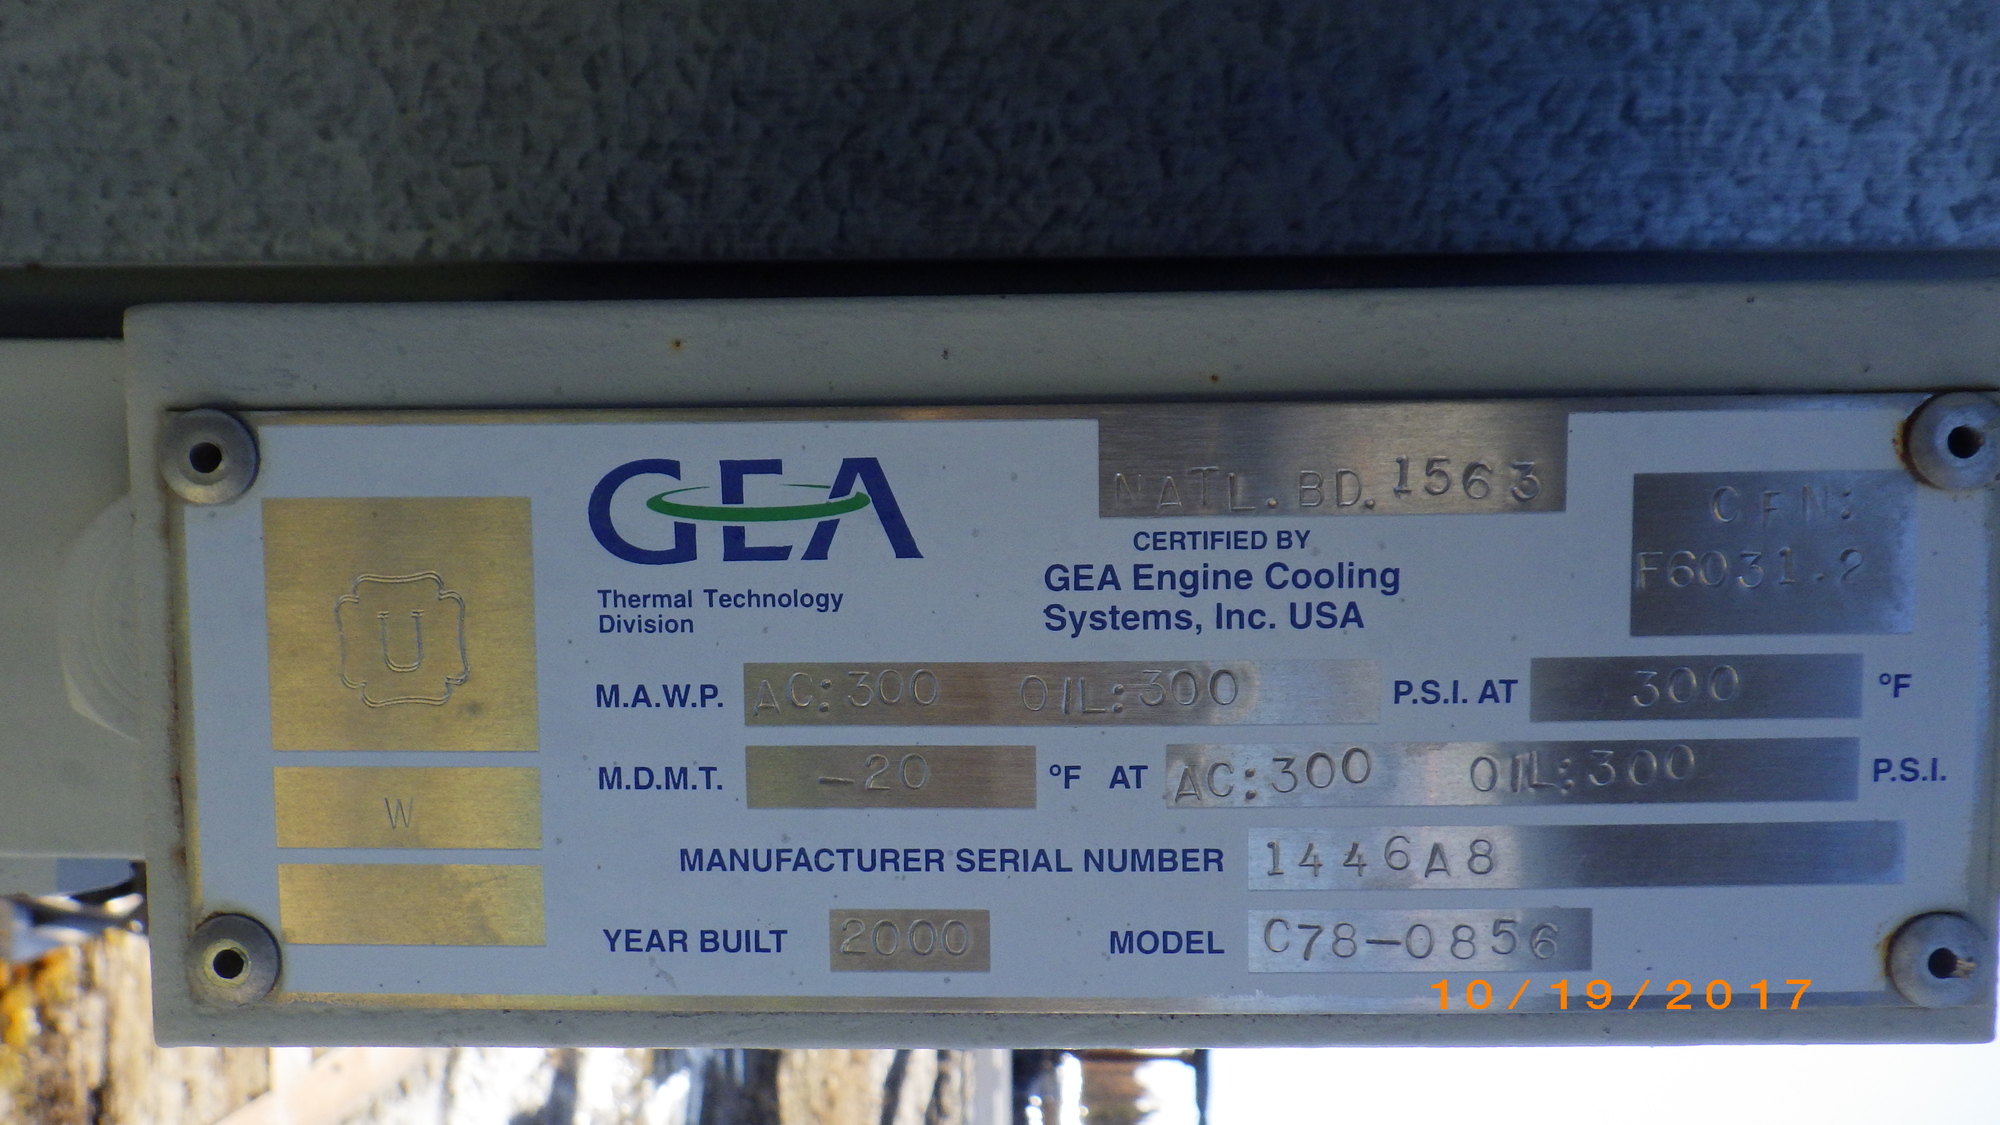 GEA
Thermal Technology
Division
NATL. BD. 1563
CERTIFIED BY
GEA Engine Cooling
Systems, Inc. USA
CFN:
F6031.2
U
W
M.A.W.P. AC:300 OIL:300 P.S.I. AT 300 °F
M.D.M.T. -20 °F AT AC:300 OIL:300 P.S.I.
MANUFACTURER SERIAL NUMBER 1446A8
YEAR BUILT 2000 MODEL C78-0856
10/19/2017